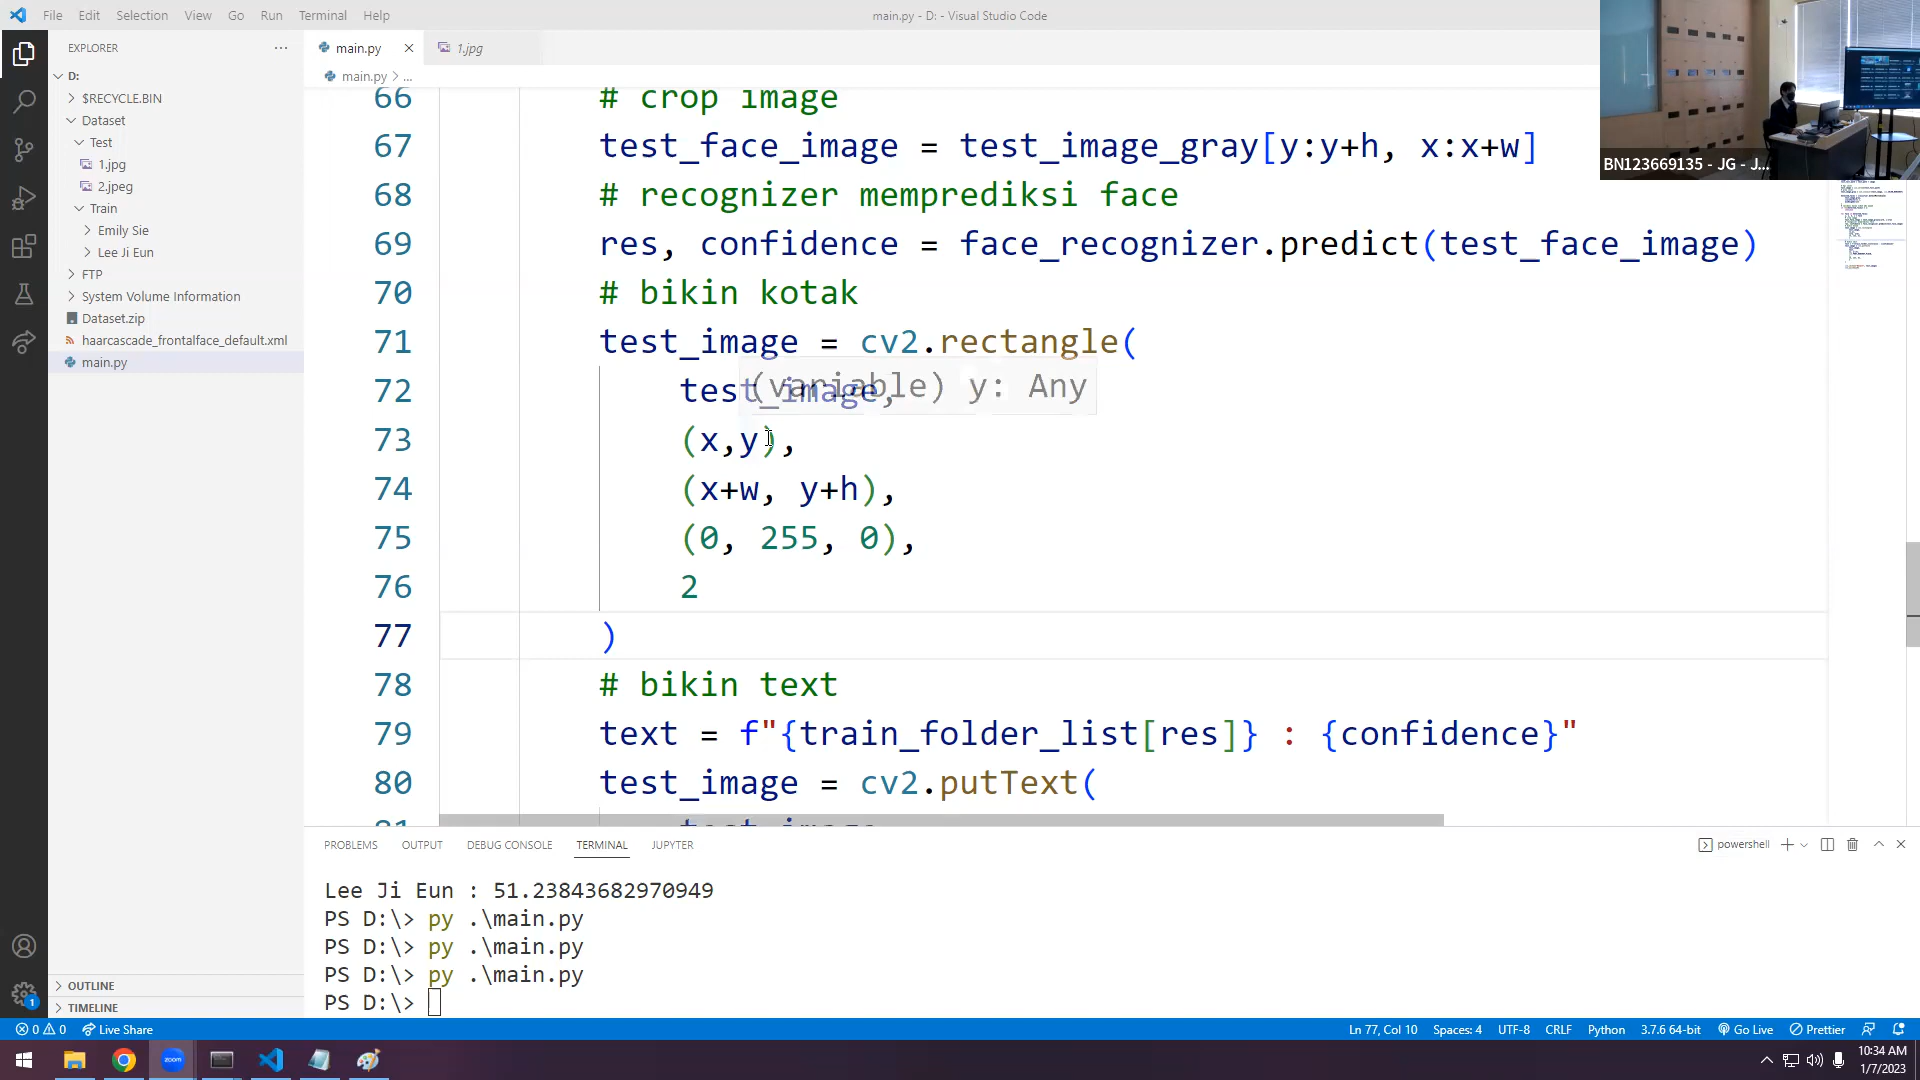 File Edit Selection View Go Run Terminal Help
main.py - D: - Visual Studio Code
EXPLORER
D:
$RECYCLE.BIN
Dataset
Test
1.jpg
2.jpeg
Train
Emily Sie
Lee Ji Eun
FTP
System Volume Information
Dataset.zip
haarcascade_frontalface_default.xml
main.py
OUTLINE
TIMELINE
main.py
1.jpg
main.py > ...
66 # crop image
67 test_face_image = test_image_gray[y:y+h, x:x+w]
68 # recognizer memprediksi face
69 res, confidence = face_recognizer.predict(test_face_image)
70 # bikin kotak
71 test_image = cv2.rectangle(
(variable) y: Any
72 test_image,
73 (x,y),
74 (x+w, y+h),
75 (0, 255, 0),
76 2
77 )
78 # bikin text
79 text = f"{train_folder_list[res]} : {confidence}"
80 test_image = cv2.putText(
81 test_image
BN123669135 - JG - J...
PROBLEMS OUTPUT DEBUG CONSOLE TERMINAL JUPYTER
powershell
Lee Ji Eun : 51.23843682970949
PS D:\> py .\main.py
PS D:\> py .\main.py
PS D:\> py .\main.py
PS D:\>
1
0 0 Live Share
Ln 77, Col 10 Spaces: 4 UTF-8 CRLF Python 3.7.6 64-bit Go Live Prettier
zoom
10:34 AM
1/7/2023